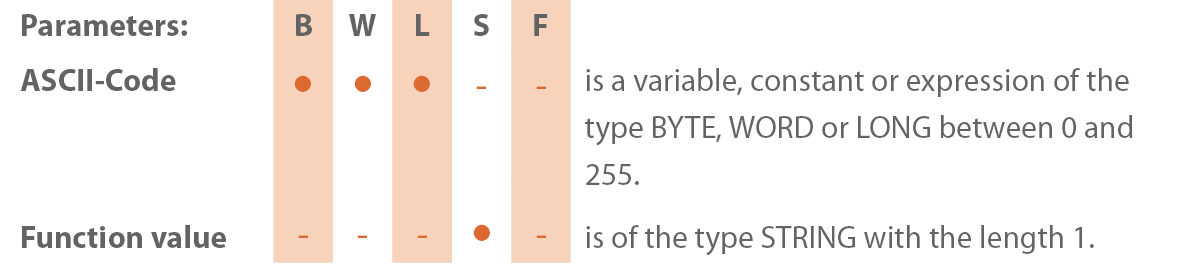 Parameters: B W L S F
ASCII-Code ● ● ● - - is a variable, constant or expression of the
type BYTE, WORD or LONG between 0 and
255.
Function value - - - ● - is of the type STRING with the length 1.